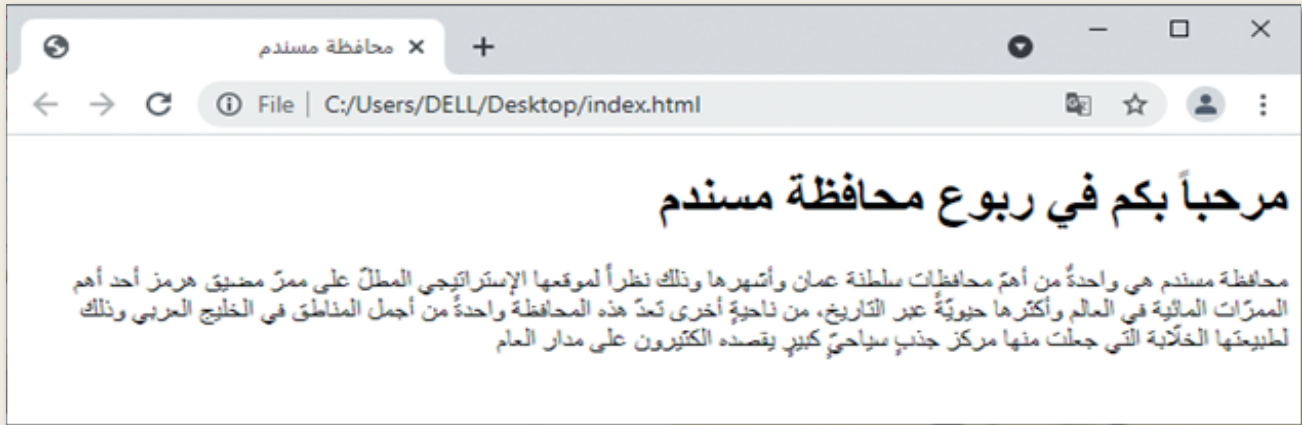 محافظة مسندم
File | C:/Users/DELL/Desktop/index.html
مرحباً بكم في ربوع محافظة مسندم
محافظة مسندم هي واحدةٌ من أهمّ محافظات سلطنة عمان وأشهرها وذلك نظراً لموقعها الإستراتيجي المطلّ على ممرّ مضيق هرمز أحد أهم
الممرّات المائية في العالم وأكثرها حيويّةً عبر التّاريخ، من ناحيةٍ أخرى تعدّ هذه المحافظة واحدةً من أجمل المناطق في الخليج العربي وذلك
لطبيعتها الخلّابة التّي جعلت منها مركز جذبٍ سياحيٍّ كبيرٍ يقصده الكثيرون على مدار العام